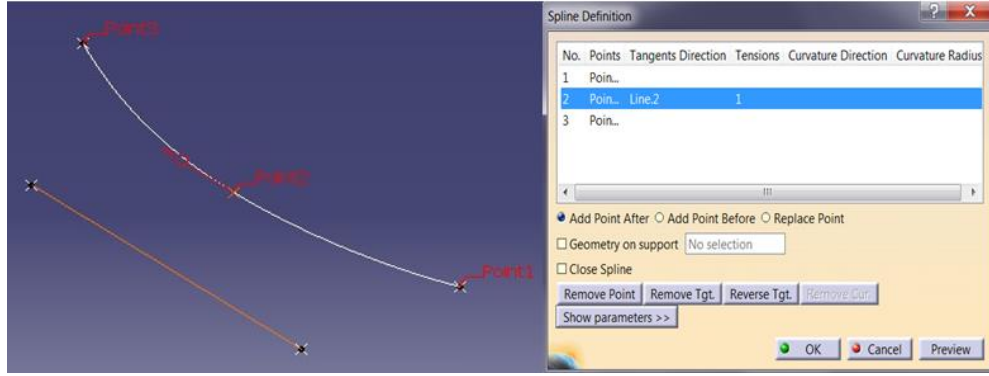 Point3
Point2
Point1
Spline Definition
?
X
No. Points Tangents Direction Tensions Curvature Direction Curvature Radius
1 Poin...
2 Poin... Line.2 1
3 Poin...
Add Point After Add Point Before Replace Point
Geometry on support No selection
Close Spline
Remove Point Remove Tgt. Reverse Tgt. Remove Cur.
Show parameters >>
OK Cancel Preview